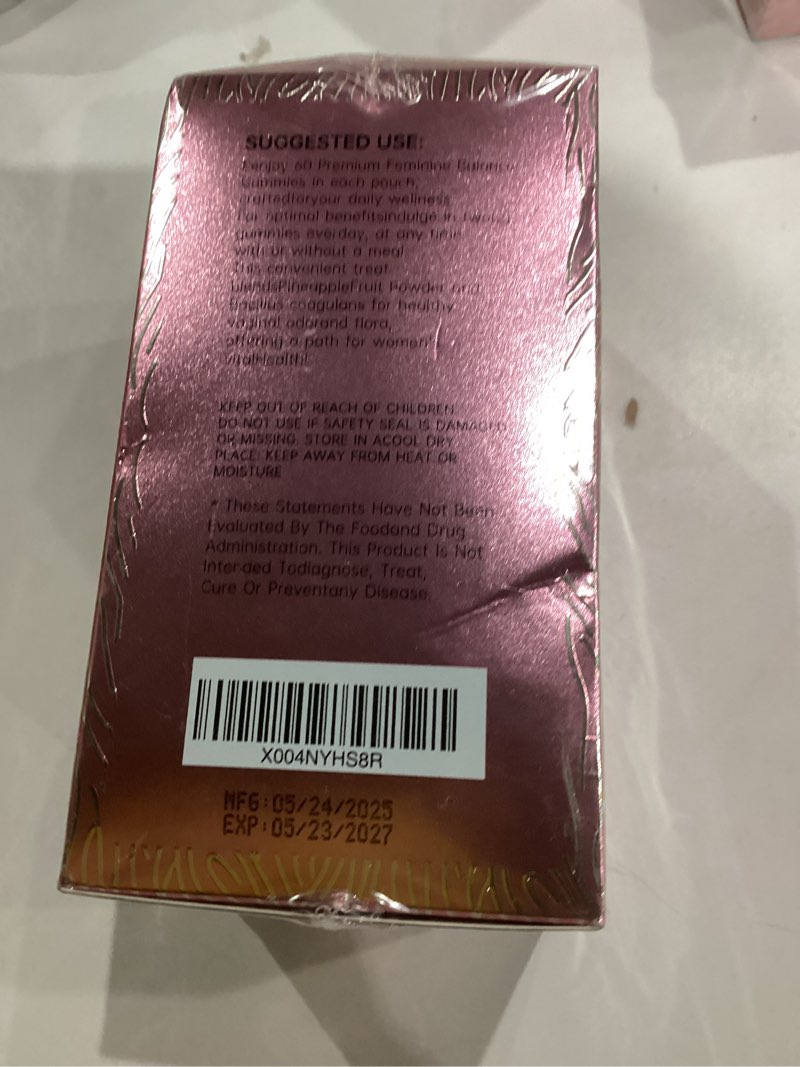 SUGGESTED USE:
Eenjoy 60 Premium Feminine Balance
Gummies in each pouch,
craftedforyour daily wellness
For optimal benefitsindulge in two(2)
gummies everday, at any time
with or without a meal
This convenient treat
blendsPineappleFruit Powder and
Bacillus coagulans for healthy
vaginal odorand flora,
offering a path for women'
vitalHealth!
KEEP OUT OF REACH OF CHILDREN
DO NOT USE IF SAFETY SEAL IS DAMAGED
OR MISSING. STORE IN ACOOL DRY
PLACE. KEEP AWAY FROM HEAT OR
MOISTURE
* These Statements Have Not Been
Evaluated By The Foodand Drug
Administration. This Product Is Not
Intended Todiagnose, Treat,
Cure Or Preventany Disease.
X004NYHS8R
MFG:05/24/2025
EXP:05/23/2027